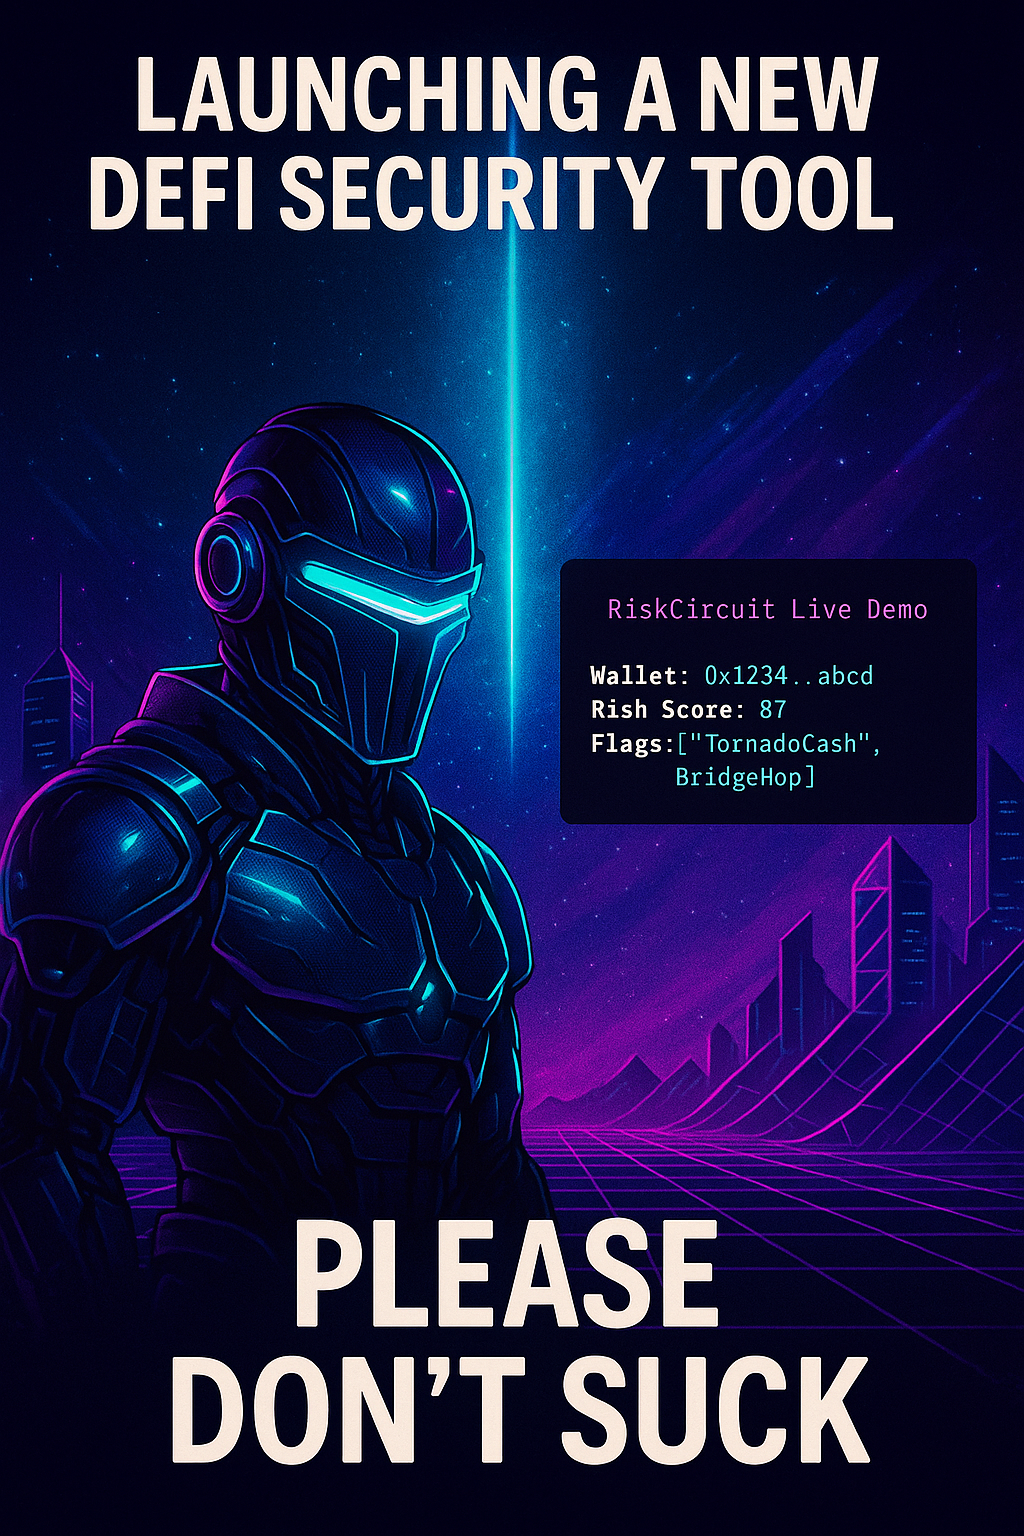 LAUNCHING A NEW
DEFI SECURITY TOOL
RiskCircuit Live Demo
Wallet: 0x1234..abcd
Rish Score: 87
Flags:["TornadoCash",
BridgeHop]
PLEASE
DON'T SUCK